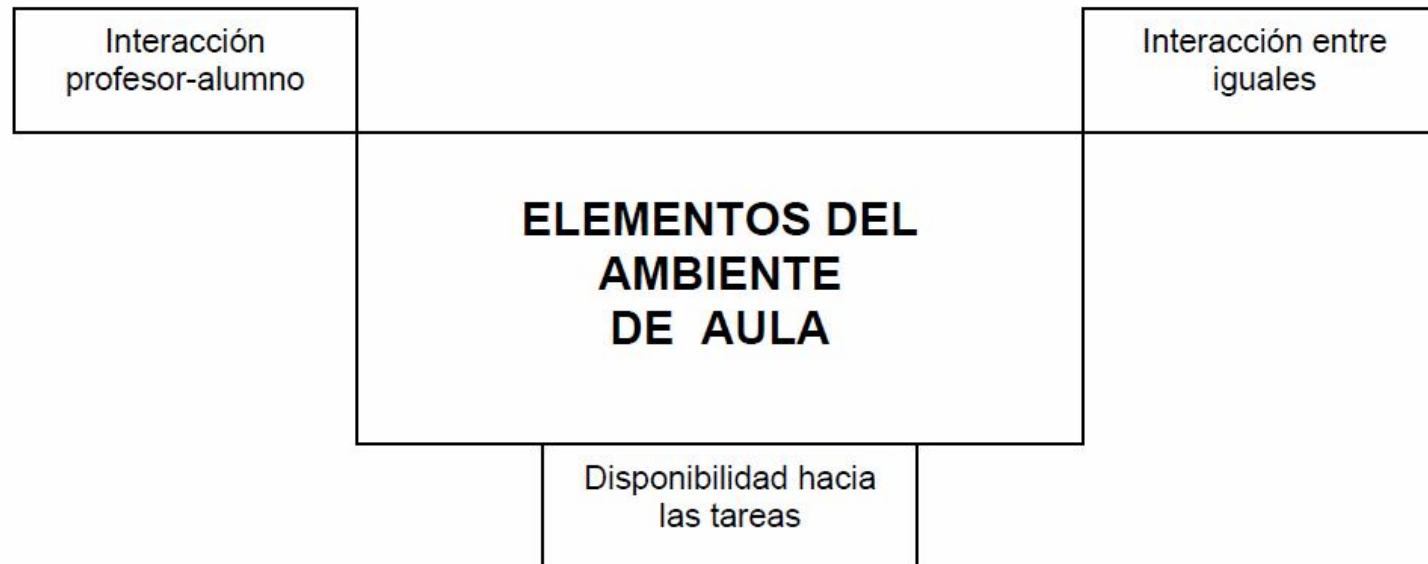 Interacción
profesor-alumno
Interacción entre
iguales
ELEMENTOS DEL
AMBIENTE
DE AULA
Disponibilidad hacia
las tareas